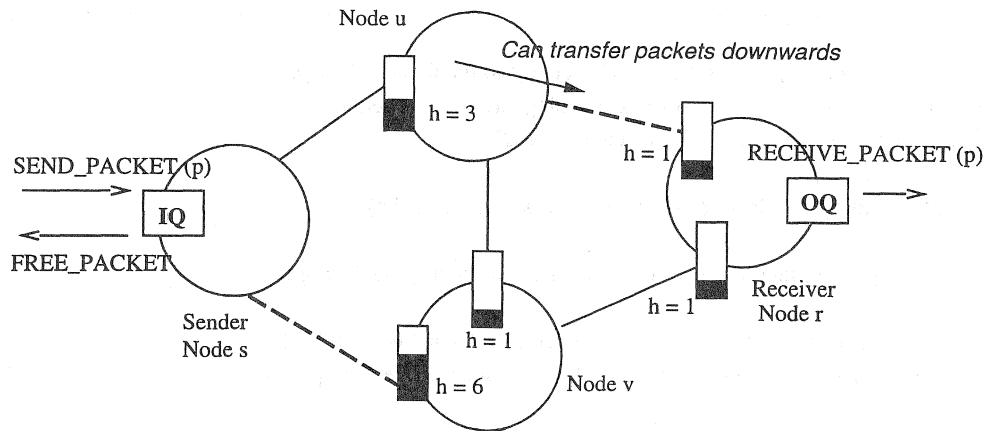 Node u
Can transfer packets downwards
h = 3
h = 1
SEND_PACKET (p)
RECEIVE_PACKET (p)
IQ
OQ
FREE_PACKET
Receiver
Node r
h = 1
Sender
Node s
h = 1
h = 6
Node v